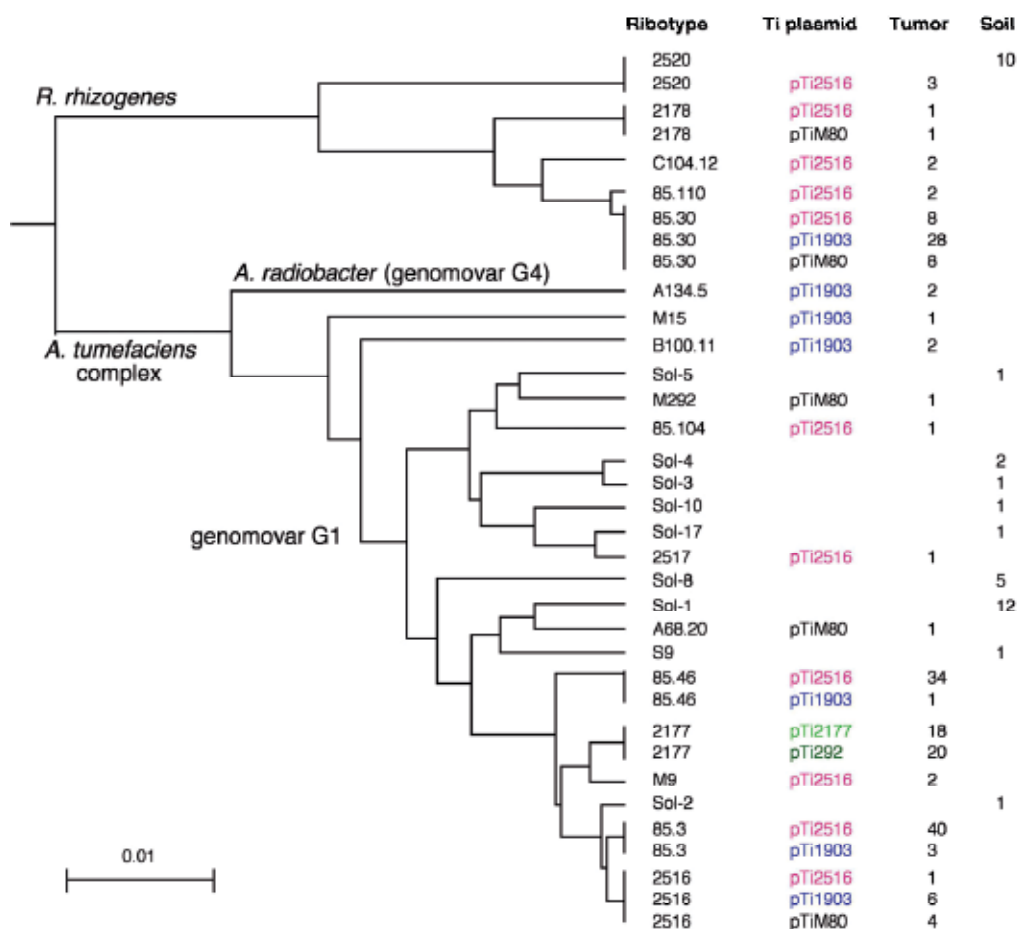 Ribotype Ti plasmid Tumor Soil
2520 10
2520 pTi2516 3
R. rhizogenes
2178 pTi2516 1
2178 pTiM80 1
C104.12 pTi2516 2
85.110 pTi2516 2
85.30 pTi2516 8
85.30 pTi1903 28
85.30 pTiM80 8
A. radiobacter (genomovar G4)
A134.5 pTi1903 2
M15 pTi1903 1
A. tumefaciens
complex
B100.11 pTi1903 2
Sol-5 1
M292 pTiM80 1
85.104 pTi2516 1
Sol-4 2
Sol-3 1
Sol-10 1
genomovar G1
Sol-17 1
2517 pTi2516 1
Sol-8 5
Sol-1 12
A68.20 pTiM80 1
S9 1
85.46 pTi2516 34
85.46 pTi1903 1
2177 pTi2177 18
2177 pTi292 20
M9 pTi2516 2
Sol-2 1
85.3 pTi2516 40
85.3 pTi1903 3
0.01
2516 pTi2516 1
2516 pTi1903 6
2516 pTiM80 4